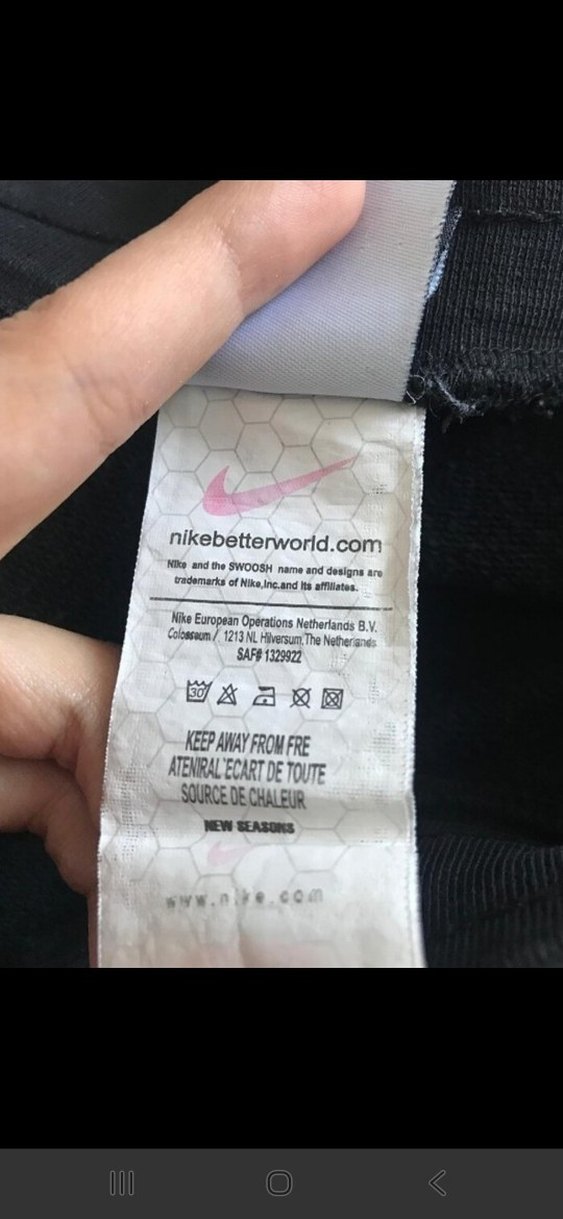 nikebetterworld.com
Nike and the SWOOSH name and designs are
trademarks of Nike,Inc.and its affiliates.
Nike European Operations Netherlands B.V.
Colosseum /, 1213 NL Hilversum,The Netherlands
SAF# 1329922
30°
KEEP AWAY FROM FRE
ATENIRAL'ECART DE TOUTE
SOURCE DE CHALEUR
NEW SEASONS
www.nike.com